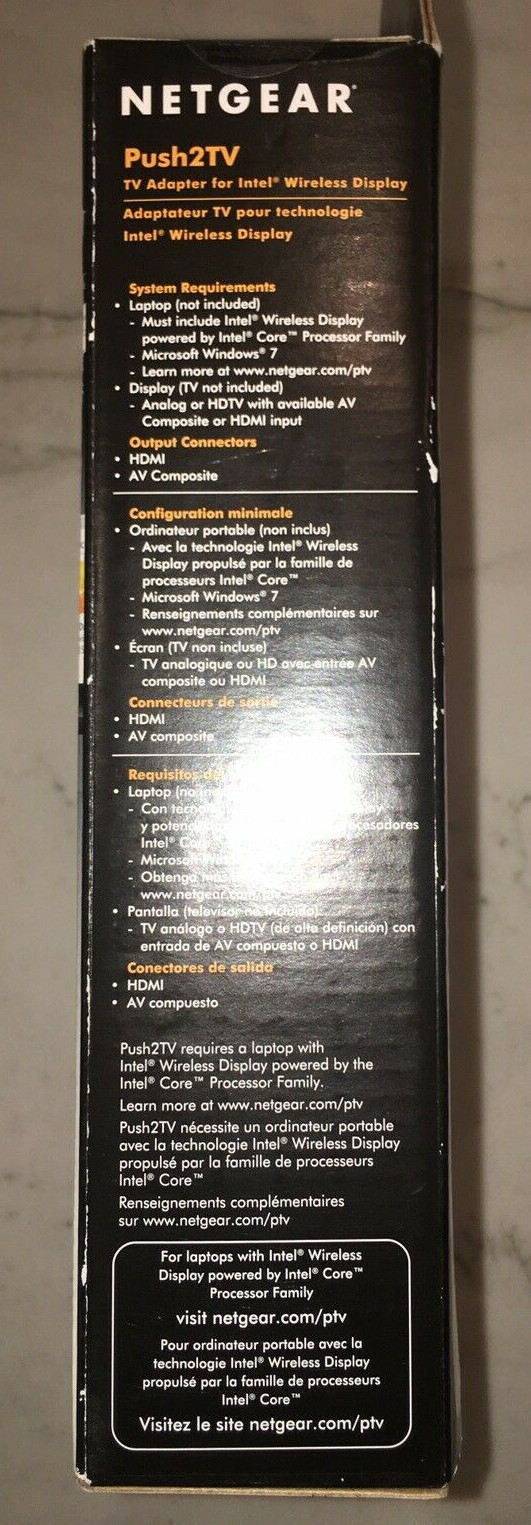 NETGEAR®
Push2TV
TV Adapter for Intel® Wireless Display
Adaptateur TV pour technologie
Intel® Wireless Display
System Requirements
• Laptop (not included)
- Must include Intel® Wireless Display
powered by Intel® Core™ Processor Family
- Microsoft Windows® 7
- Learn more at www.netgear.com/ptv
• Display (TV not included)
- Analog or HDTV with available AV
Composite or HDMI input
Output Connectors
• HDMI
• AV Composite
Configuration minimale
• Ordinateur portable (non inclus)
- Avec la technologie Intel® Wireless
Display propulsé par la famille de
processeurs Intel® Core™
- Microsoft Windows® 7
- Renseignements complémentaires sur
www.netgear.com/ptv
• Écran (TV non incluse)
- TV analogique ou HD avec entrée AV
composite ou HDMI
Connecteurs de sortie
• HDMI
• AV composite
Requisitos
• Laptop
- Con
y
Intel®
- Microsoft
- Obtenga
www.netgear.com/ptv
• Pantalla (televisor no incluido)
- TV análogo o HDTV (de alta definición) con
entrada de AV compuesto o HDMI
Conectores de salida
• HDMI
• AV compuesto
Push2TV requires a laptop with
Intel® Wireless Display powered by the
Intel® Core™ Processor Family.
Learn more at www.netgear.com/ptv
Push2TV nécessite un ordinateur portable
avec la technologie Intel® Wireless Display
propulsé par la famille de processeurs
Intel® Core™
Renseignements complémentaires
sur www.netgear.com/ptv
For laptops with Intel® Wireless
Display powered by Intel® Core™
Processor Family
visit netgear.com/ptv
Pour ordinateur portable avec la
technologie Intel® Wireless Display
propulsé par la famille de processeurs
Intel® Core™
Visitez le site netgear.com/ptv